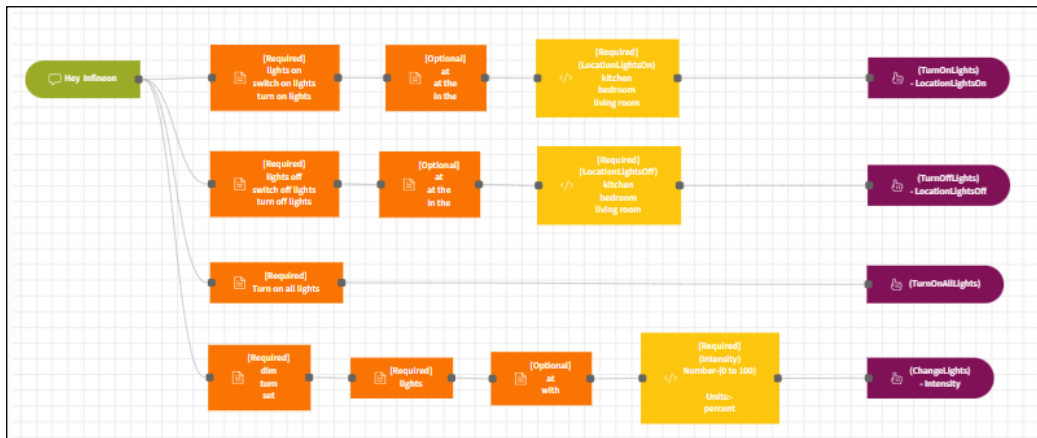 Hey Infineon
[Required]
lights on
switch on lights
turn on lights
[Optional]
at
at the
in the
[Required]
(LocationLightsOn)
kitchen
bedroom
living room
(TurnOnLights)
- LocationLightsOn
[Required]
lights off
switch off lights
turn off lights
[Optional]
at
at the
in the
[Required]
(LocationLightsOff)
kitchen
bedroom
living room
(TurnOffLights)
- LocationLightsOff
[Required]
Turn on all lights
(TurnOnAllLights)
[Required]
dim
turn
set
[Required]
lights
[Optional]
at
with
[Required]
(Intensity)
Number-(0 to 100)
Units:-
percent
(ChangeLights)
- Intensity